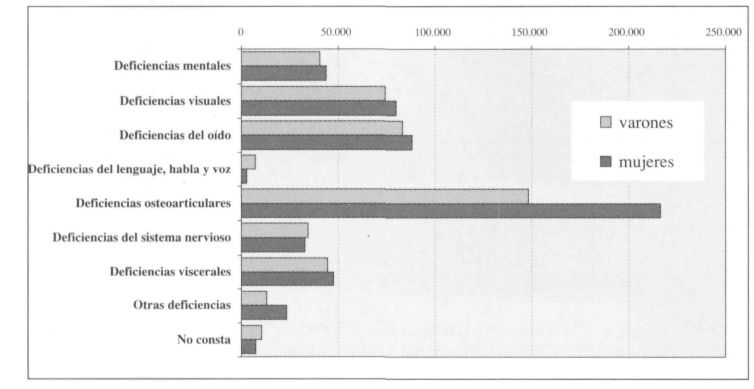 0 50.000 100.000 150.000 200.000 250.000
Deficiencias mentales
Deficiencias visuales
Deficiencias del oído
Deficiencias del lenguaje, habla y voz
Deficiencias osteoarticulares
Deficiencias del sistema nervioso
Deficiencias viscerales
Otras deficiencias
No consta
varones
mujeres